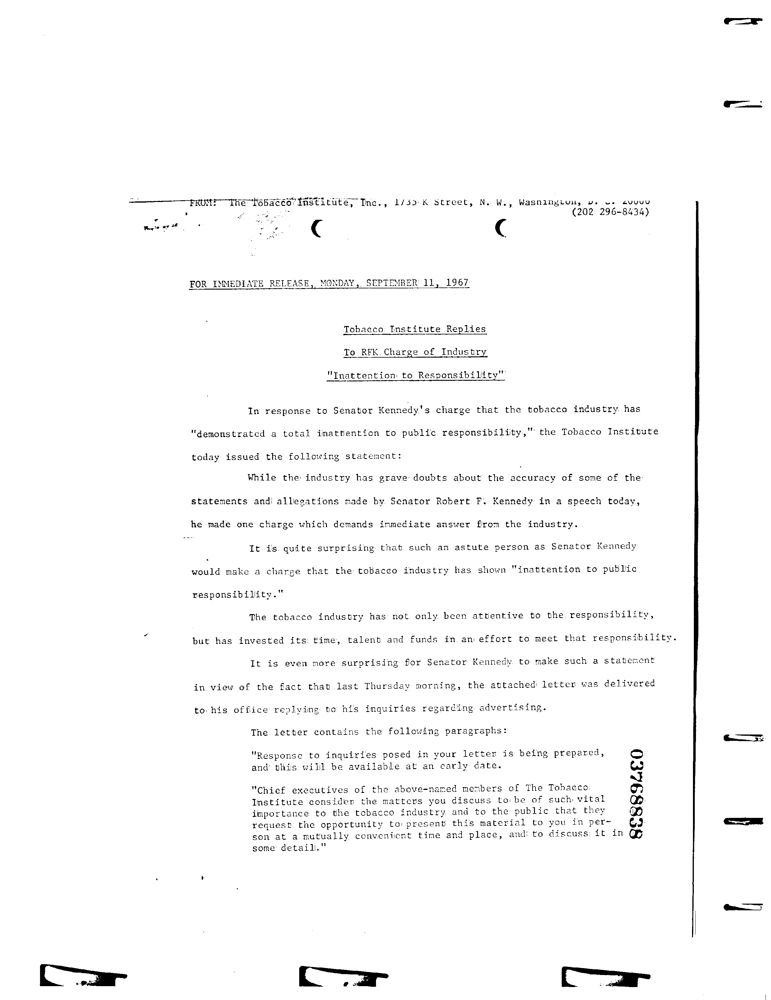 FROM: The Tobacco Institute, Inc., 1735 K Street, N. W., Washington, D. C. 20006
(202 296-8434)
FOR IMMEDIATE RELEASE, MONDAY, SEPTEMBER 11, 1967
Tobacco Institute Replies
To RFK Charge of Industry
"Inattention to Responsibility"
In response to Senator Kennedy's charge that the tobacco industry has
"demonstrated a total inattention to public responsibility," the Tobacco Institute
today issued the following statement:
While the industry has grave doubts about the accuracy of some of the
statements and allegations made by Senator Robert F. Kennedy in a speech today,
he made one charge which demands immediate answer from the industry.
It is quite surprising that such an astute person as Senator Kennedy
would make a charge that the tobacco industry has shown "inattention to public
responsibility."
The tobacco industry has not only been attentive to the responsibility,
but has invested its time, talent and funds in an effort to meet that responsibility.
It is even more surprising for Senator Kennedy to make such a statement
in view of the fact that last Thursday morning, the attached letter was delivered
to his office replying to his inquiries regarding advertising.
The letter contains the following paragraphs:
"Response to inquiries posed in your letter is being prepared,
and this will be available at an early date.
"Chief executives of the above-named members of The Tobacco
Institute consider the matters you discuss to be of such vital
importance to the tobacco industry and to the public that they
request the opportunity to present this material to you in per-
son at a mutually convenient time and place, and to discuss it in
some detail."
03768838